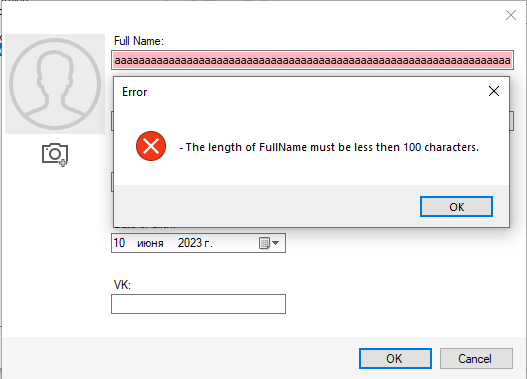 Full Name:
Error
- The length of FullName must be less then 100 characters.
OK
10 июня 2023 г.
VK:
OK
Cancel